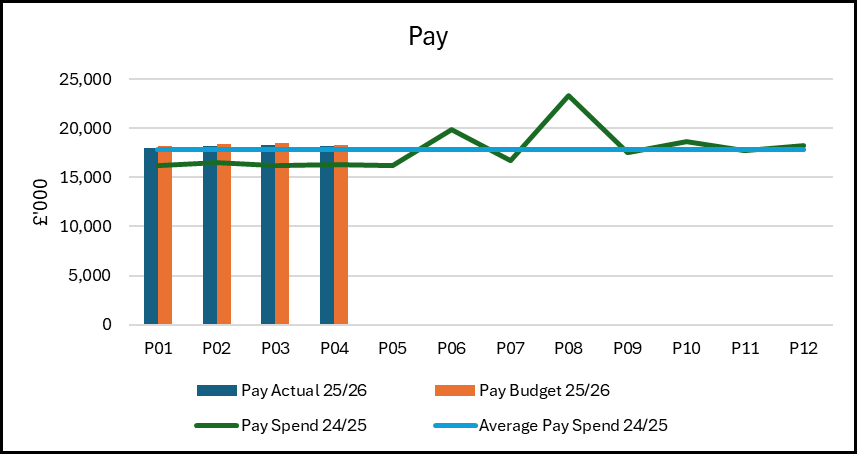 Pay
25,000
20,000
15,000
10,000
5,000
0
£'000
P01 P02 P03 P04 P05 P06 P07 P08 P09 P10 P11 P12
Pay Actual 25/26 Pay Budget 25/26
Pay Spend 24/25 Average Pay Spend 24/25